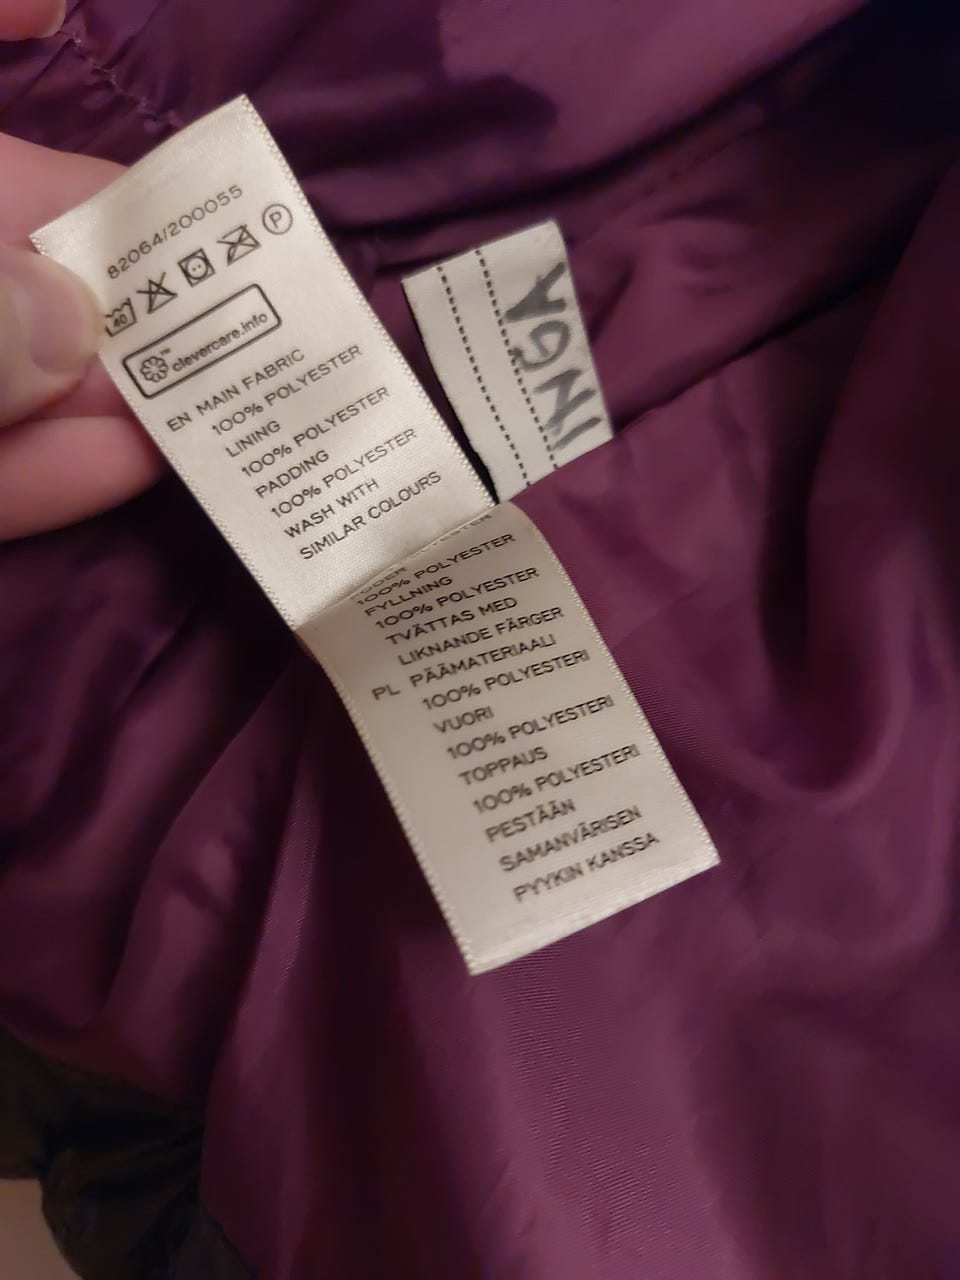 82064/200055
40
P
clevercare.info
EN MAIN FABRIC
100% POLYESTER
LINING
100% POLYESTER
PADDING
100% POLYESTER
WASH WITH
SIMILAR COLOURS
100% POLYESTER
FYLLNING
100% POLYESTER
TVÄTTAS MED
LIKNANDE FÄRGER
PL PÄÄMATERIAALI
100% POLYESTERI
VUORI
100% POLYESTERI
TOPPAUS
100% POLYESTERI
PESTÄÄN
SAMANVÄRISEN
PYYKIN KANSSA
INGA